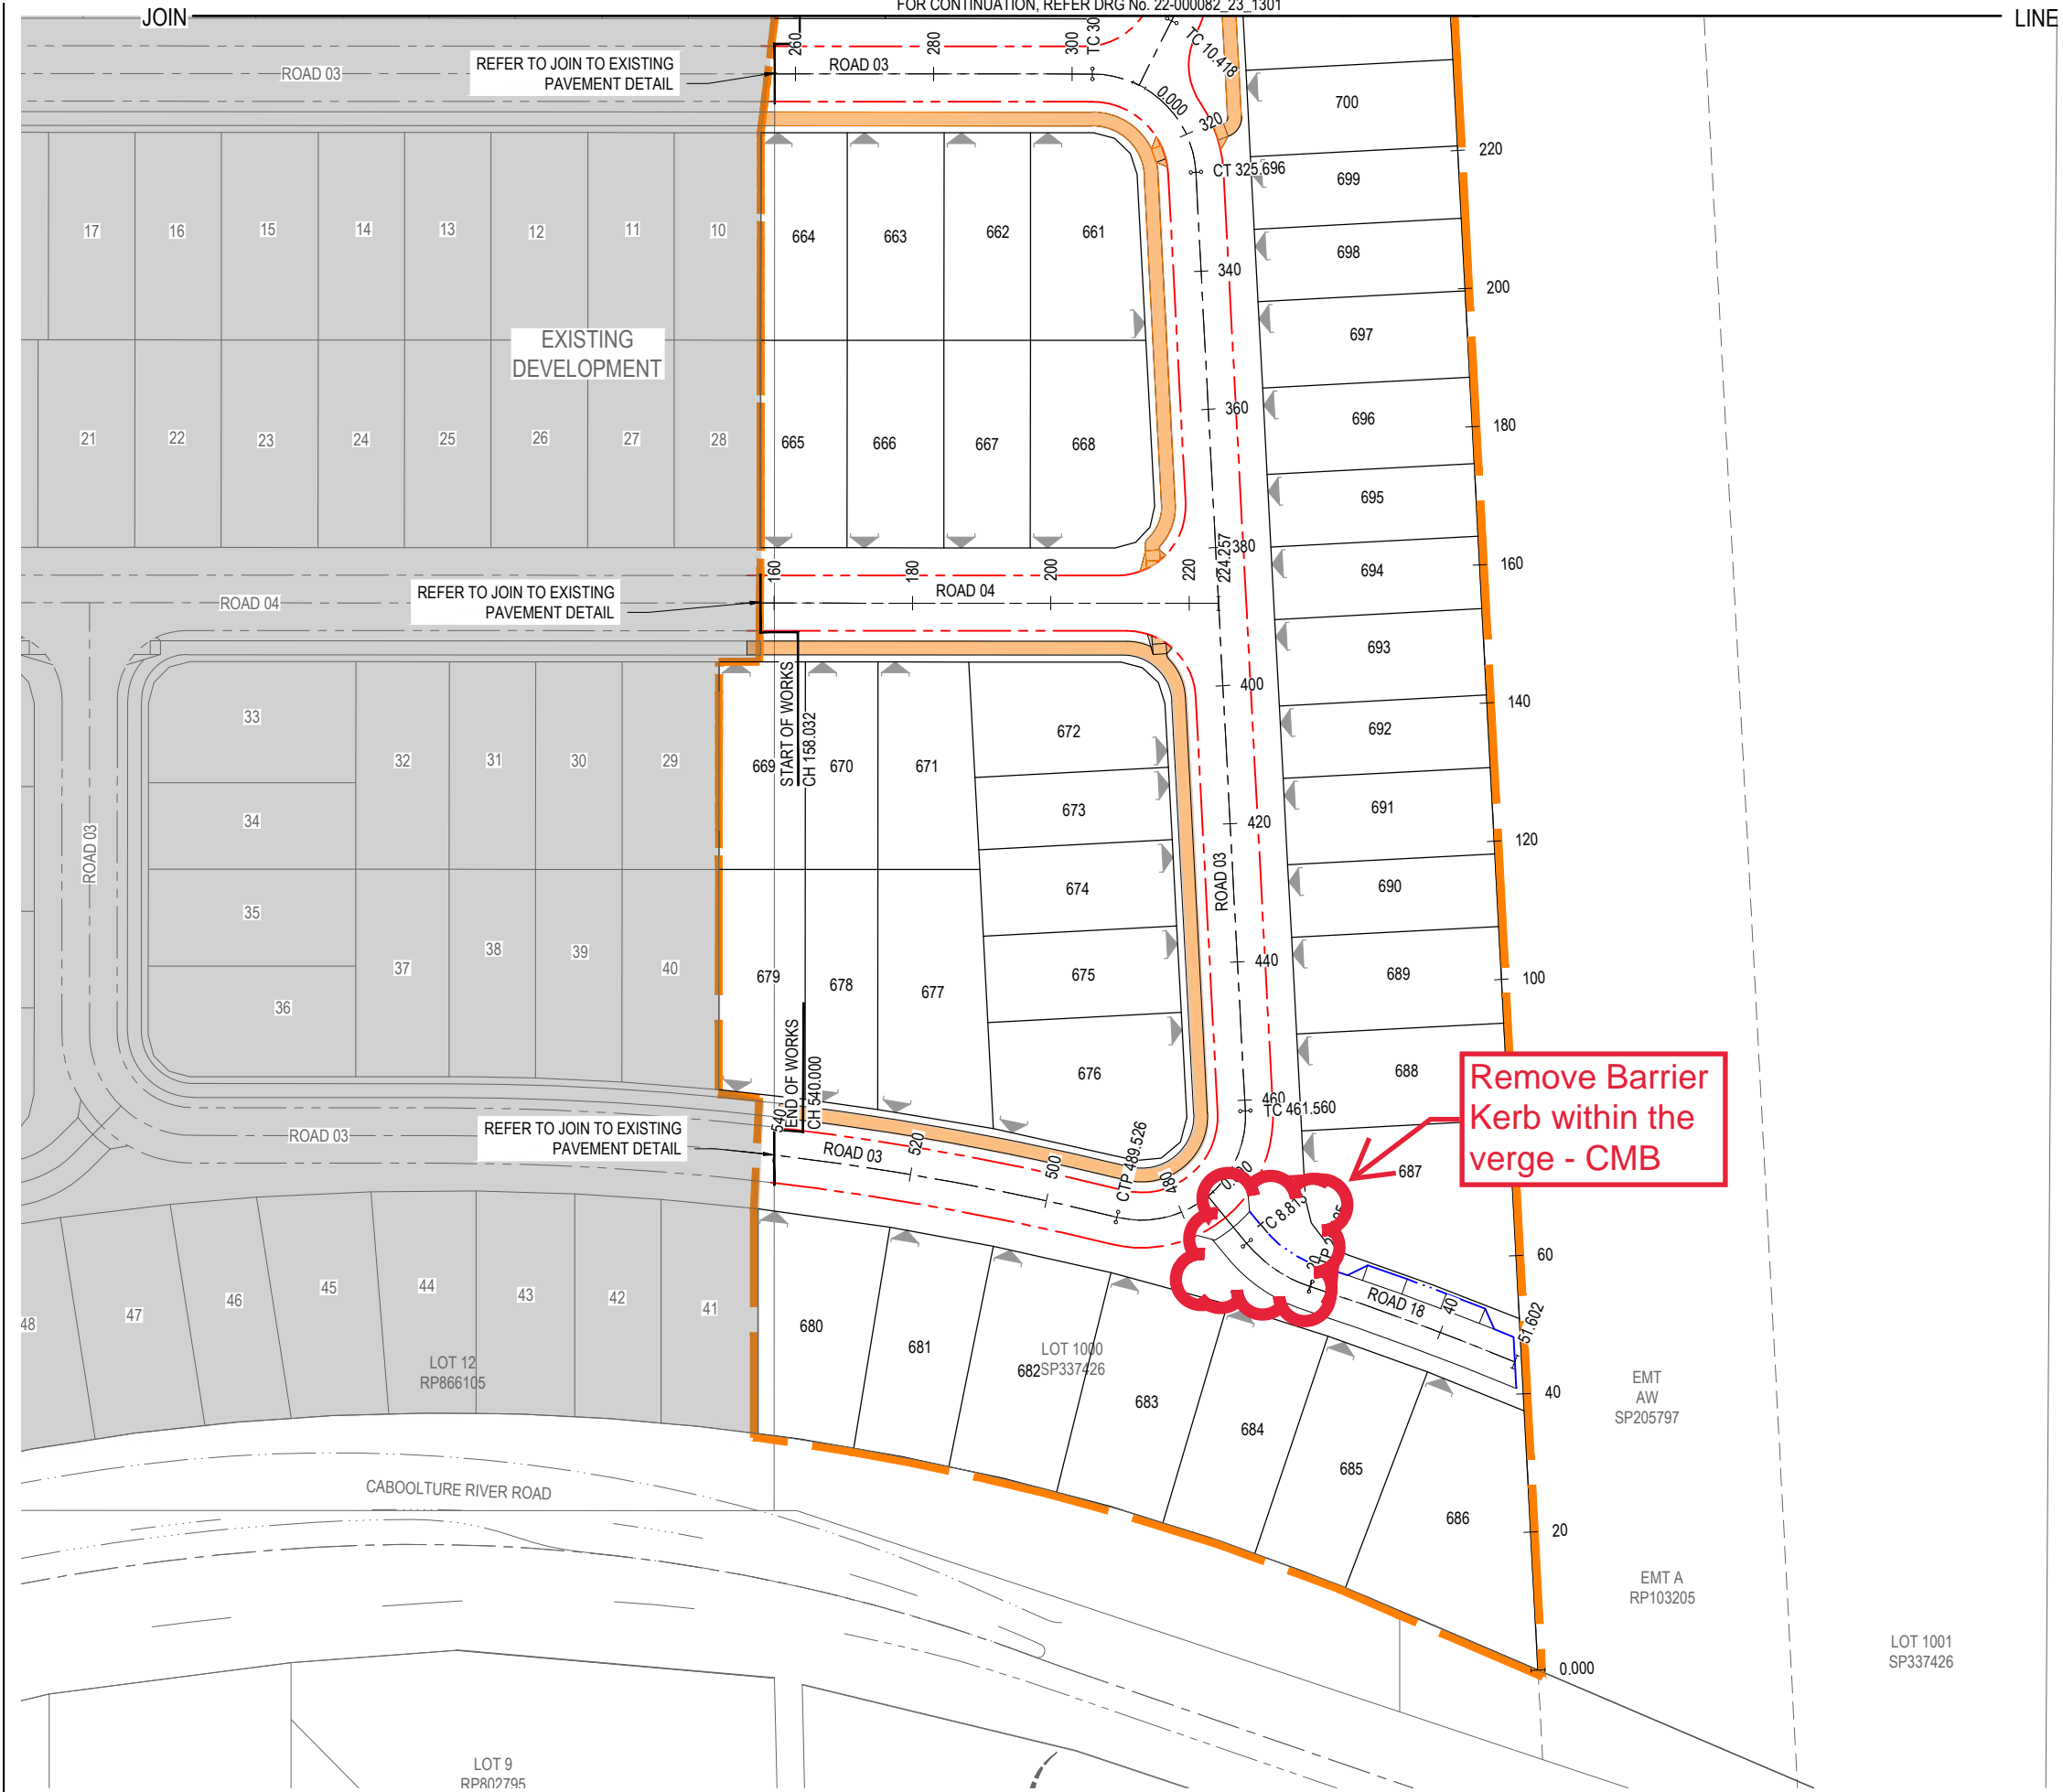 FOR CONTINUATION, REFER DRG No. 22-000082_23_1301
JOIN
LINE
ROAD 03
REFER TO JOIN TO EXISTING
PAVEMENT DETAIL
260
280
300
TC 30
ROAD 03
TC 10.418
0.000
320
CT 325.696
700
220
699
17
16
15
14
13
12
11
10
664
663
662
661
698
340
200
697
EXISTING
DEVELOPMENT
360
696
180
21
22
23
24
25
26
27
28
665
666
667
668
695
380
224.257
694
160
160
180
200
220
ROAD 04
REFER TO JOIN TO EXISTING
PAVEMENT DETAIL
ROAD 04
693
400
140
692
START OF WORKS
CH 158.032
33
32
31
30
29
669
670
671
672
673
691
420
120
34
ROAD 03
ROAD 03
674
690
35
37
38
39
40
679
678
677
675
440
689
100
36
END OF WORKS
CH 540.000
676
688
460
TC 461.560
Remove Barrier
Kerb within the
verge - CMB
687
ROAD 03
REFER TO JOIN TO EXISTING
PAVEMENT DETAIL
540
ROAD 03
520
500
CTP 489.526
480
TC 8.813
20
60
ROAD 18
40
51.602
48
47
46
45
44
43
42
41
680
681
682
LOT 1000
SP337426
683
684
685
686
LOT 12
RP866105
EMT
AW
SP205797
40
20
CABOOLTURE RIVER ROAD
EMT A
RP103205
LOT 1001
SP337426
0.000
LOT 9
RP802795